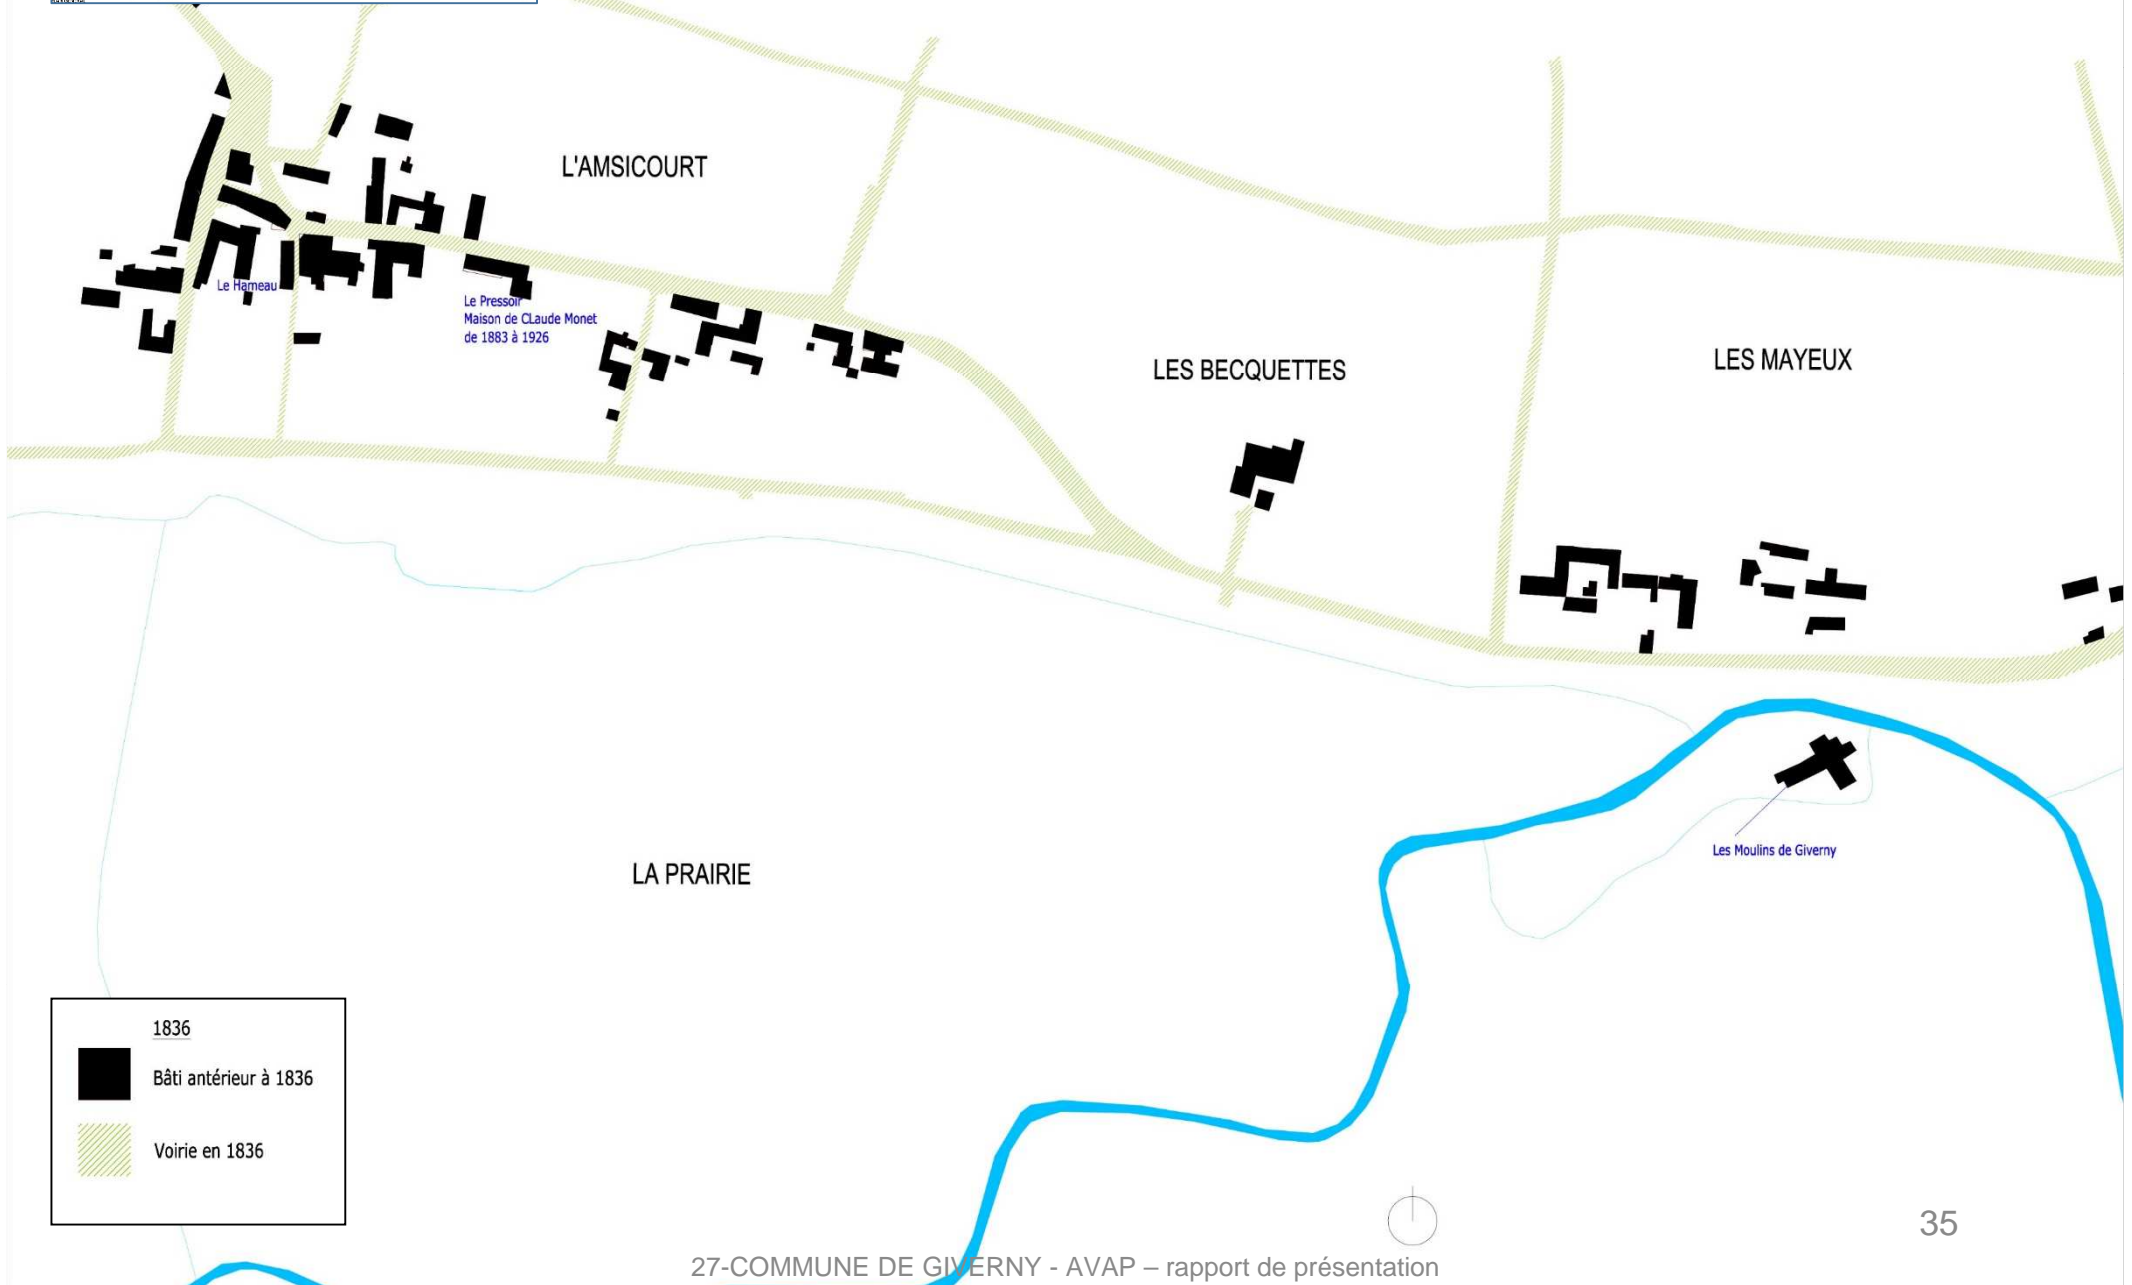 L'AMSICOURT
Le Hameau
Le Pressoir
Maison de CLaude Monet
de 1883 à 1926
LES BECQUETTES
LES MAYEUX
Les Moulins de Giverny
LA PRAIRIE
1836
Bâti antérieur à 1836
Voirie en 1836
35
27-COMMUNE DE GIVERNY - AVAP – rapport de présentation